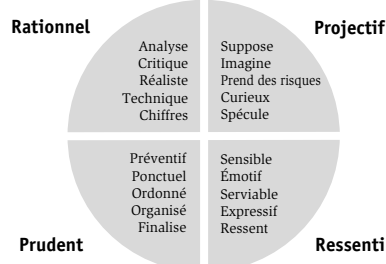 Rationnel
Analyse
Critique
Réaliste
Technique
Chiffres
Projectif
Suppose
Imagine
Prend des risques
Curieux
Spécule
Préventif
Ponctuel
Ordonné
Organisé
Finalise
Prudent
Sensible
Émotif
Serviable
Expressif
Ressent
Ressenti